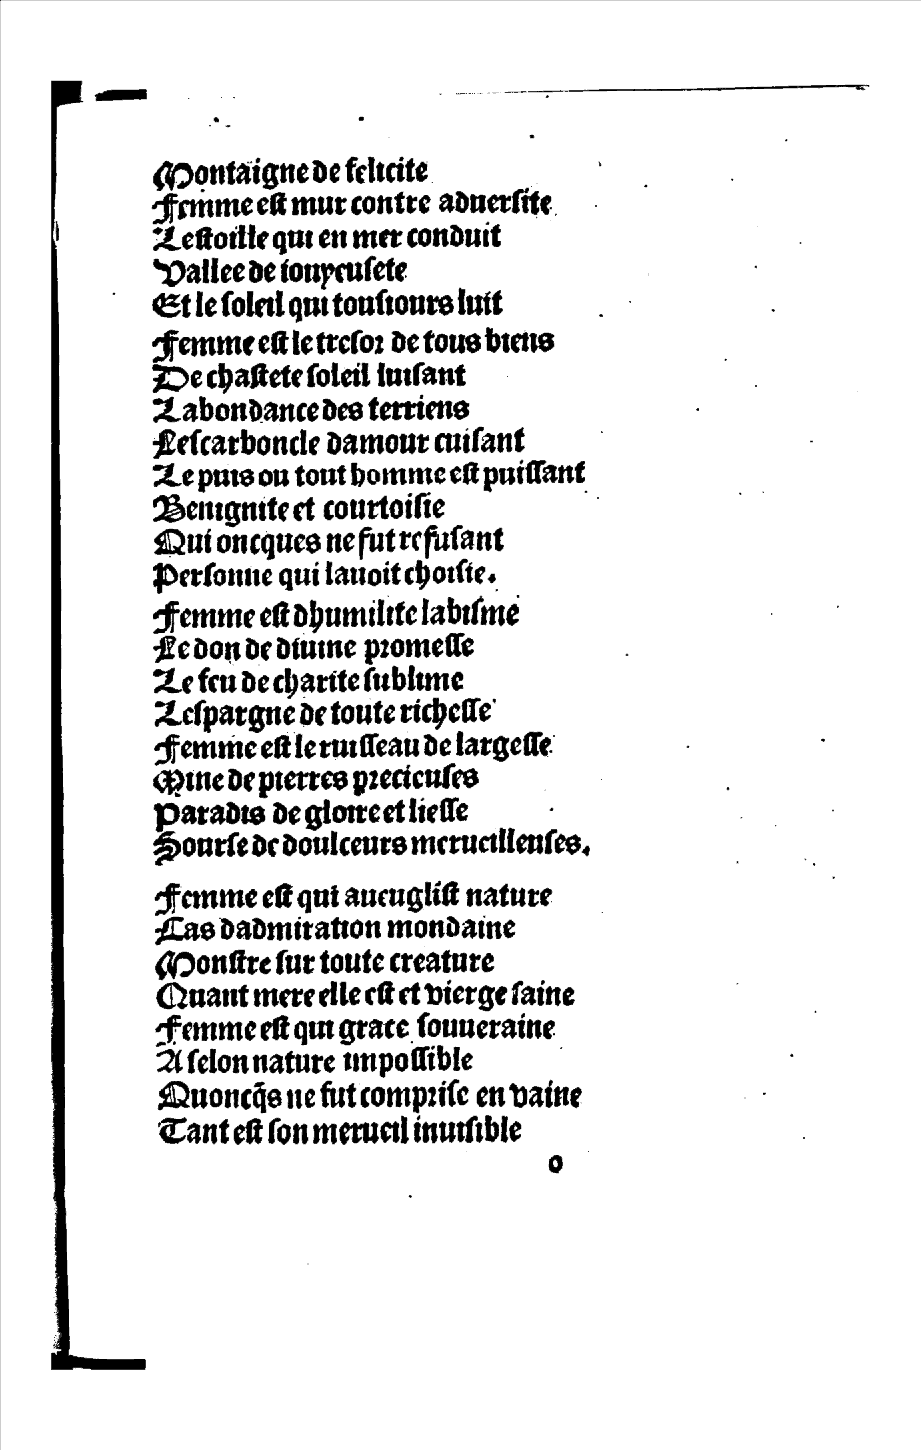 Montaigne de felicite
Femme eſt mur contre adverſite
Leſtoille qui en mer conduit
Vallee de iouyeuſete
Et le ſoleil qui touſiours luit
Femme eſt le treſor de tous biens
De chaſtete ſoleil luiſant
Labondance des terriens
Leſcarboncle damour cuiſant
Le puis ou tout homme eſt puiſſant
Benignite et courtoiſie
Qui oncques ne fut refuſant
Perſonne qui lavoit choiſie.
Femme eſt dhumilite labiſme
Le don de divine promeſſe
Le feu de charite ſublime
Leſpargne de toute richeſſe
Femme eſt le ruiſſeau de largeſſe
Mine de pierres precieuſes
Paradis de gloire et lieſſe
Sourſe de doulceurs merueilleuſes.
Femme eſt qui aueugliſt nature
Cas dadmiration mondaine
Monſtre ſur toute creature
Quant mere elle eſt et vierge ſaine
Femme eſt qui grace ſouueraine
A ſelon nature impoſſible
Quoncq̄s ne fut compriſe en vaine
Tant eſt ſon merueil inuiſible
o